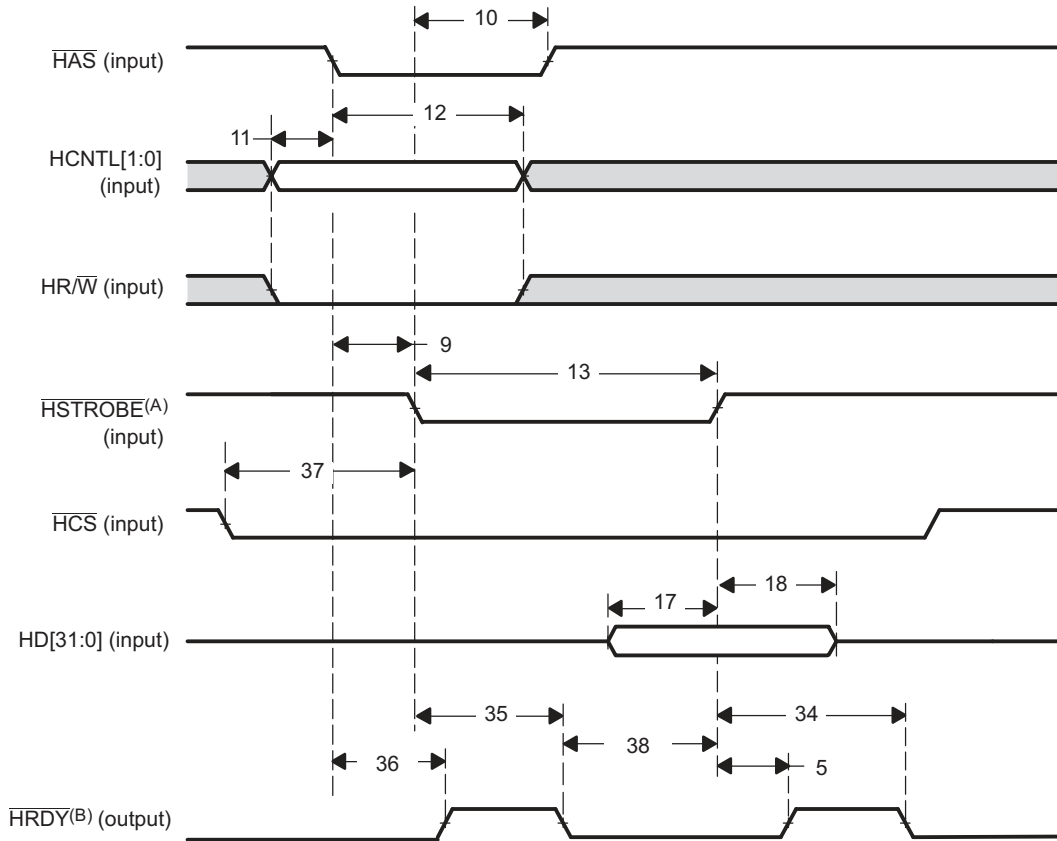 10
HAS (input)
12
11
HCNTL[1:0]
(input)
HR/W (input)
9
13
HSTROBE(A)
(input)
37
HCS (input)
18
17
HD[31:0] (input)
35
34
38
36
5
HRDY(B) (output)